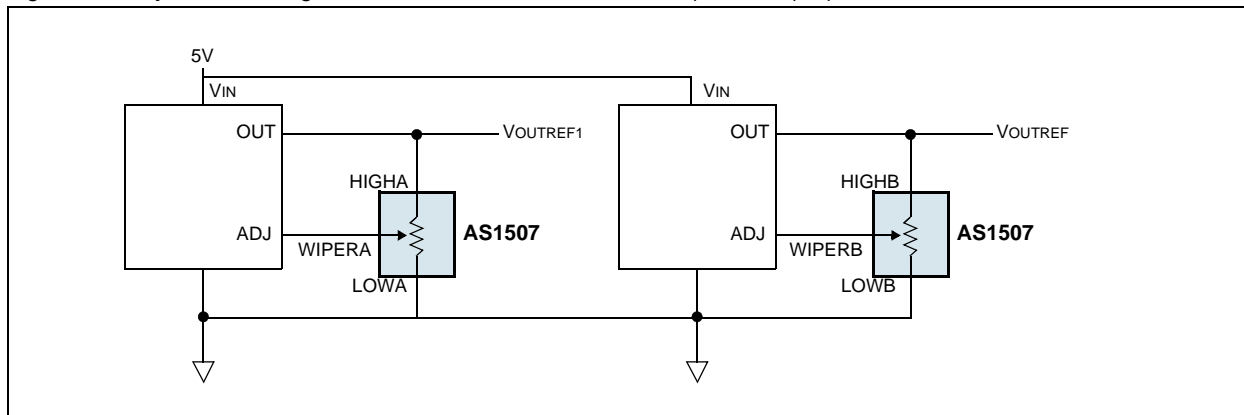 5V
VIN
VIN
OUT
VOUTREF1
OUT
VOUTREF
HIGHA
HIGHB
ADJ
AS1507
ADJ
AS1507
WIPERA
WIPERB
LOWA
LOWB